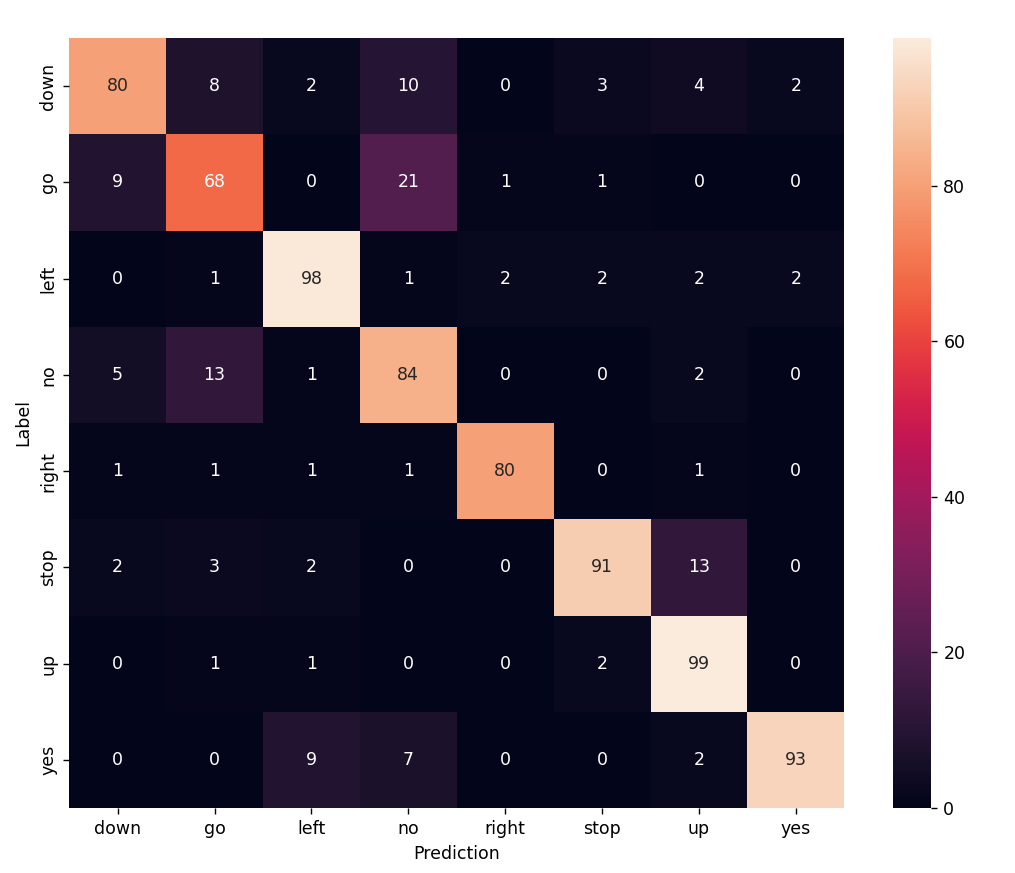 down 80 8 2 10 0 3 4 2
go 9 68 0 21 1 1 0 0
left 0 1 98 1 2 2 2 2
no 5 13 1 84 0 0 2 0
right 1 1 1 1 80 0 1 0
stop 2 3 2 0 0 91 13 0
up 0 1 1 0 0 2 99 0
yes 0 0 9 7 0 0 2 93
down go left no right stop up yes
Prediction
Label
80
60
40
20
0